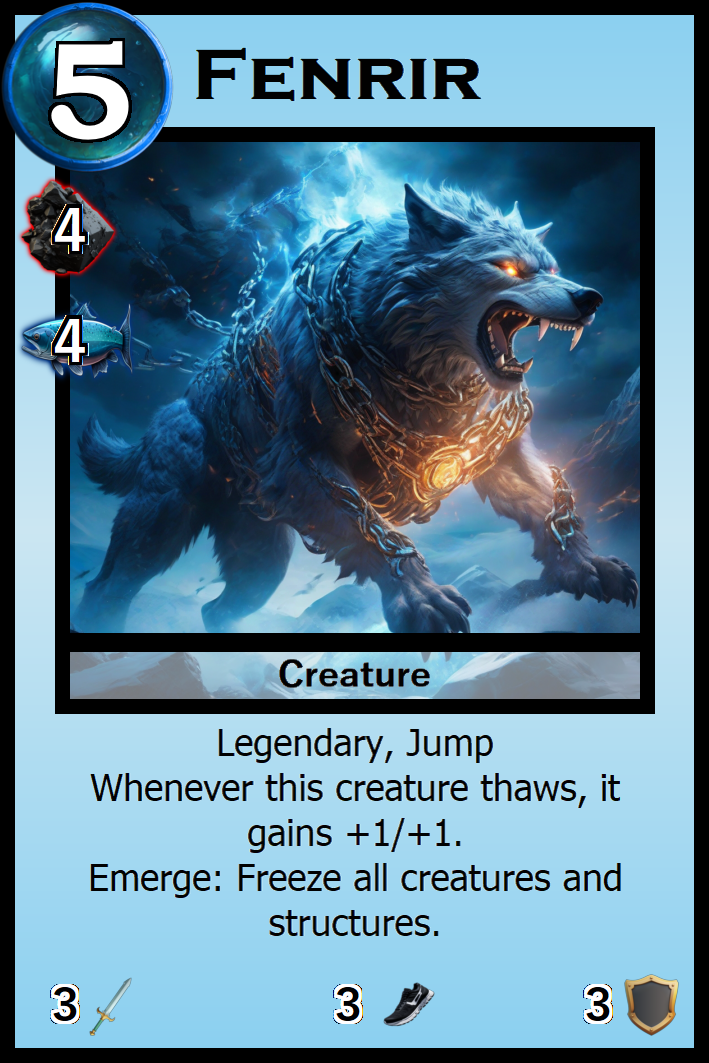 5
Fenrir
4
4
Creature
Legendary, Jump
Whenever this creature thaws, it
gains +1/+1.
Emerge: Freeze all creatures and
structures.
3 3 3